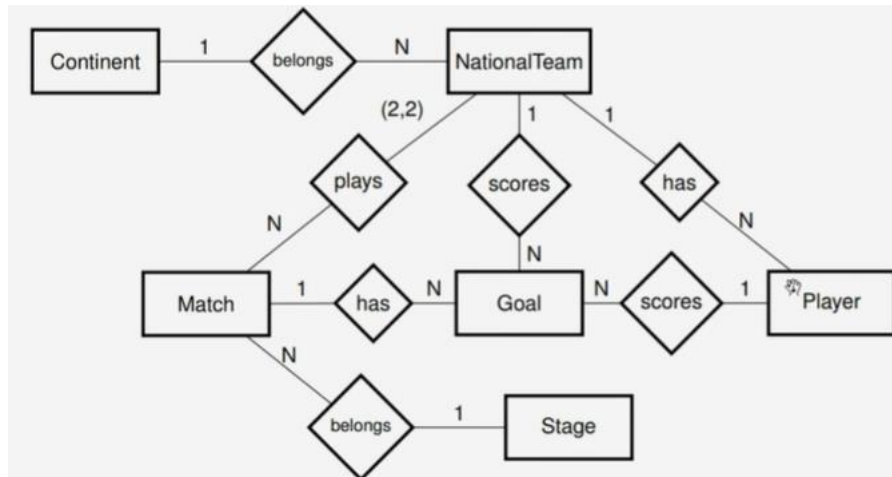 Continent 1 belongs N NationalTeam
(2,2) 1 1
plays scores has
N N N
Match 1 has N Goal N scores 1 Player
N
belongs 1 Stage